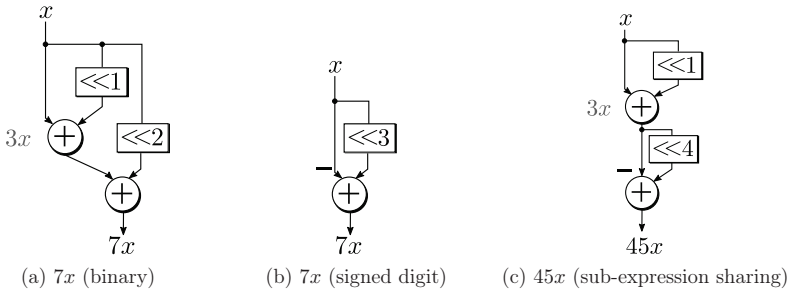 x
<<1
3x
<<2
7x
(a) 7x (binary)
x
<<3
7x
(b) 7x (signed digit)
x
<<1
3x
<<4
45x
(c) 45x (sub-expression sharing)